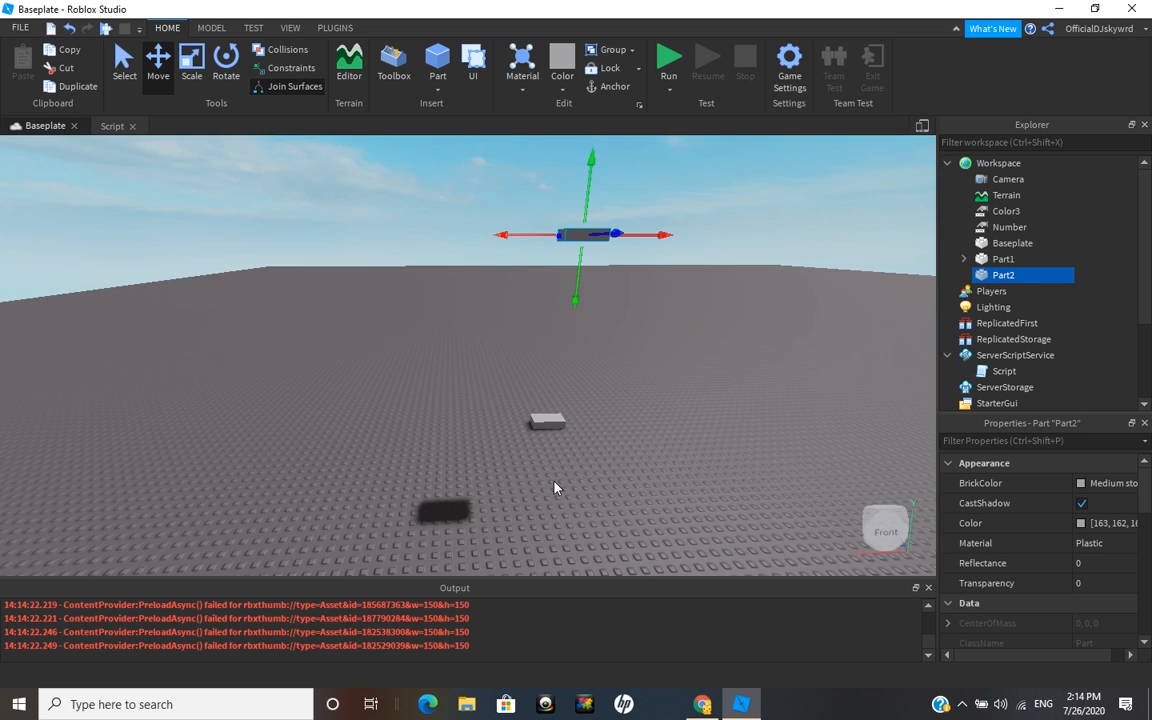 Baseplate - Roblox Studio
FILE HOME MODEL TEST VIEW PLUGINS
What's New OfficialDJskywrd
Paste Copy Cut Duplicate
Clipboard
Select Move Scale Rotate
Collisions
Constraints
Join Surfaces
Tools
Editor
Terrain
Toolbox Part UI
Insert
Material Color
Group
Lock
Anchor
Edit
Run Resume Stop
Test
Game Settings
Settings
Team Test Exit Game
Team Test
Baseplate Script
Explorer
Filter workspace (Ctrl+Shift+X)
Workspace
Camera
Terrain
Color3
Number
Baseplate
Part1
Part2
Players
Lighting
ReplicatedFirst
ReplicatedStorage
ServerScriptService
Script
ServerStorage
StarterGui
Properties - Part "Part2"
Filter Properties (Ctrl+Shift+P)
Appearance
BrickColor Medium sto
CastShadow
Color [163, 162, 16
Material Plastic
Reflectance 0
Transparency 0
Data
CenterOfMass 0, 0, 0
ClassName Part
Front
Y
Output
14:14:22.219 - ContentProvider:PreloadAsync() failed for rbxthumb://type=Asset&id=185687363&w=150&h=150
14:14:22.221 - ContentProvider:PreloadAsync() failed for rbxthumb://type=Asset&id=187790284&w=150&h=150
14:14:22.246 - ContentProvider:PreloadAsync() failed for rbxthumb://type=Asset&id=182538300&w=150&h=150
14:14:22.249 - ContentProvider:PreloadAsync() failed for rbxthumb://type=Asset&id=182529039&w=150&h=150
Type here to search
hp
ENG
2:14 PM
7/26/2020